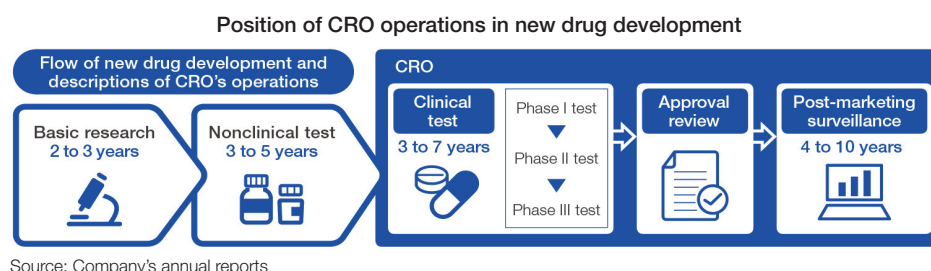 Position of CRO operations in new drug development
Flow of new drug development and
descriptions of CRO's operations
Basic research
2 to 3 years
Nonclinical test
3 to 5 years
CRO
Clinical
test
3 to 7 years
Phase I test
Phase II test
Phase III test
Approval
review
Post-marketing
surveillance
4 to 10 years
Source: Company's annual reports